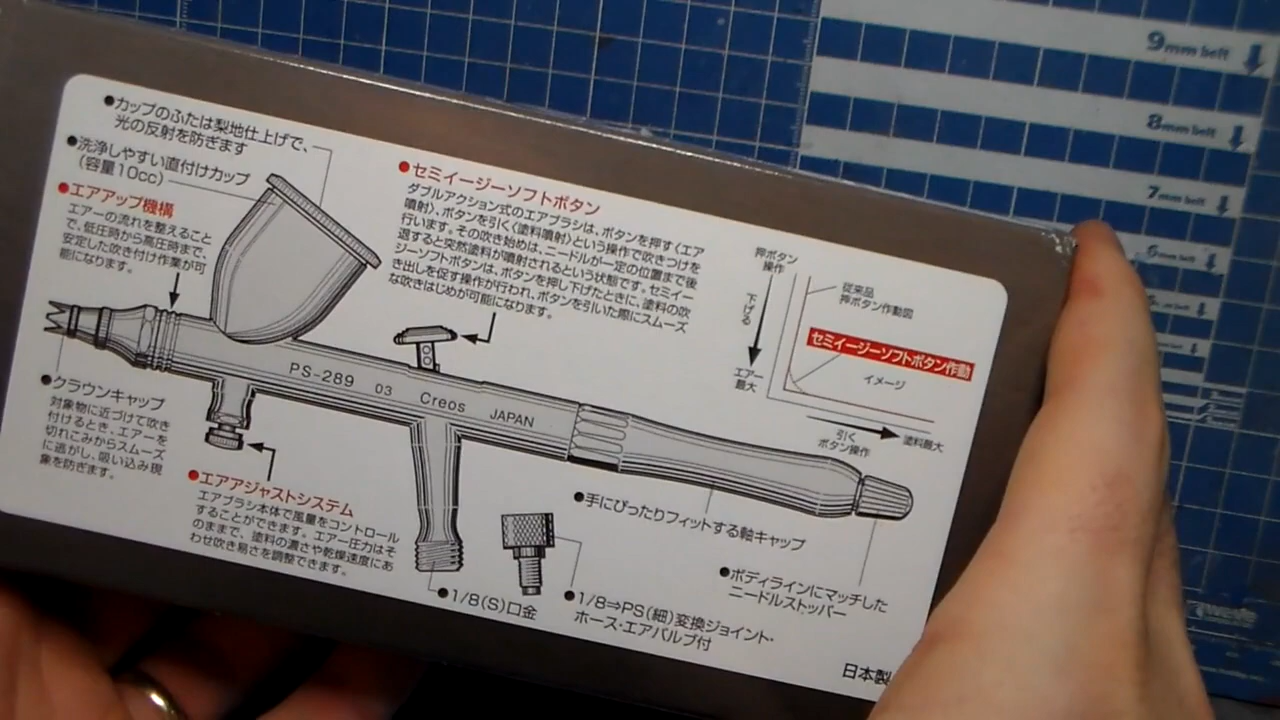 ●カップのふたは梨地仕上げで、
光の反射を防ぎます
●洗浄しやすい直付けカップ
(容量10cc)
●エアアップ機構
エアーの流れを整えること
で、低圧時から高圧時まで、
安定した吹き付け作業が可
能になります。
●セミイージーソフトボタン
ダブルアクション式のエアブラシは、ボタンを押す〈エア
噴射〉、ボタンを引く〈塗料噴射〉という操作で吹きつけを
行います。その吹き始めは、ニードルが一定の位置まで後
退すると突然塗料が噴射されるという状態です。セミイー
ジーソフトボタンは、ボタンを押し下げたときに、塗料の吹
き出しを促す操作が行われ、ボタンを引いた際にスムーズ
な吹きはじめが可能になります。
押ボタン
操作
下げる
エアー
最大
従来品
押ボタン作動図
セミイージーソフトボタン作動
イメージ
引く
ボタン操作
塗料最大
PS-289 03 Creos JAPAN
●クラウンキャップ
対象物に近づけて吹き
付けるとき、エアーを
切れこみからスムーズ
に逃がし、吸い込み現
象を防ぎます。
●エアアジャストシステム
エアブラシ本体で風量をコントロール
することができます。エアー圧力はそ
のままで、塗料の濃さや乾燥速度にあ
わせ吹き易さを調整できます。
●1/8(S)口金
●1/8⇒PS(細)変換ジョイント・
ホース・エアバルブ付
●手にぴったりフィットする軸キャップ
●ボディラインにマッチした
ニードルストッパー
日本製
9mm belt
8mm belt
7mm belt
6mm belt